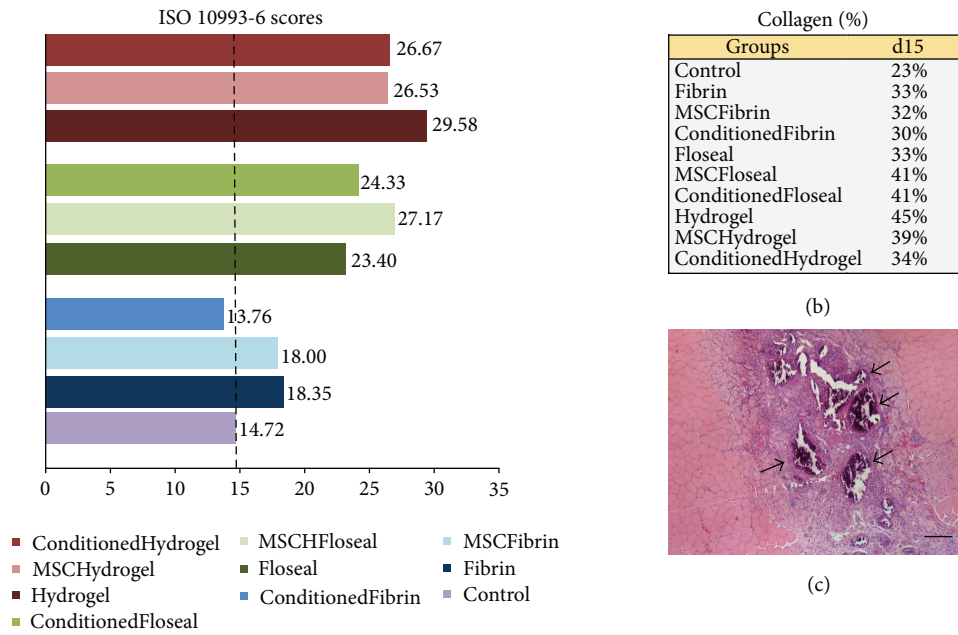 ISO 10993-6 scores
26.67
26.53
29.58
24.33
27.17
23.40
13.76
18.00
18.35
14.72
0 5 10 15 20 25 30 35
ConditionedHydrogel
MSCHydrogel
Hydrogel
ConditionedFloseal
MSCHFloseal
Floseal
ConditionedFibrin
MSCFibrin
Fibrin
Control
Collagen (%)
Groups d15
Control 23%
Fibrin 33%
MSCFibrin 32%
ConditionedFibrin 30%
Floseal 33%
MSCFloseal 41%
ConditionedFloseal 41%
Hydrogel 45%
MSCHydrogel 39%
ConditionedHydrogel 34%
(b)
(c)